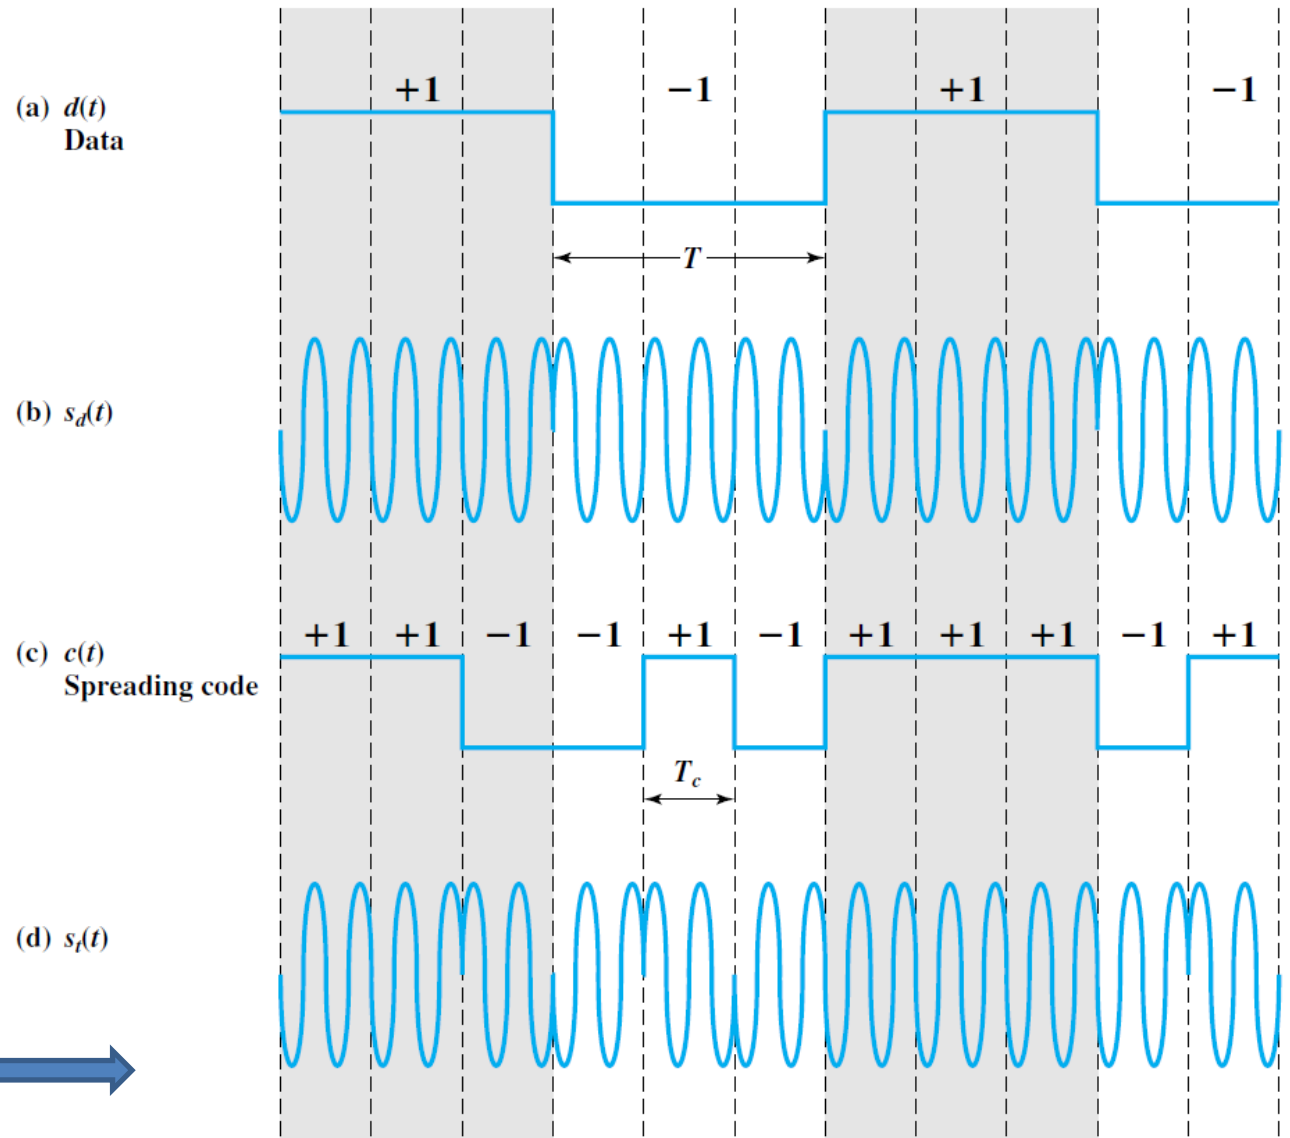 +1 −1 +1 −1
(a) d(t)
Data
T
(b) s_d(t)
+1 +1 −1 −1 +1 −1 +1 +1 +1 −1 +1
(c) c(t)
Spreading code
T_c
(d) s_t(t)